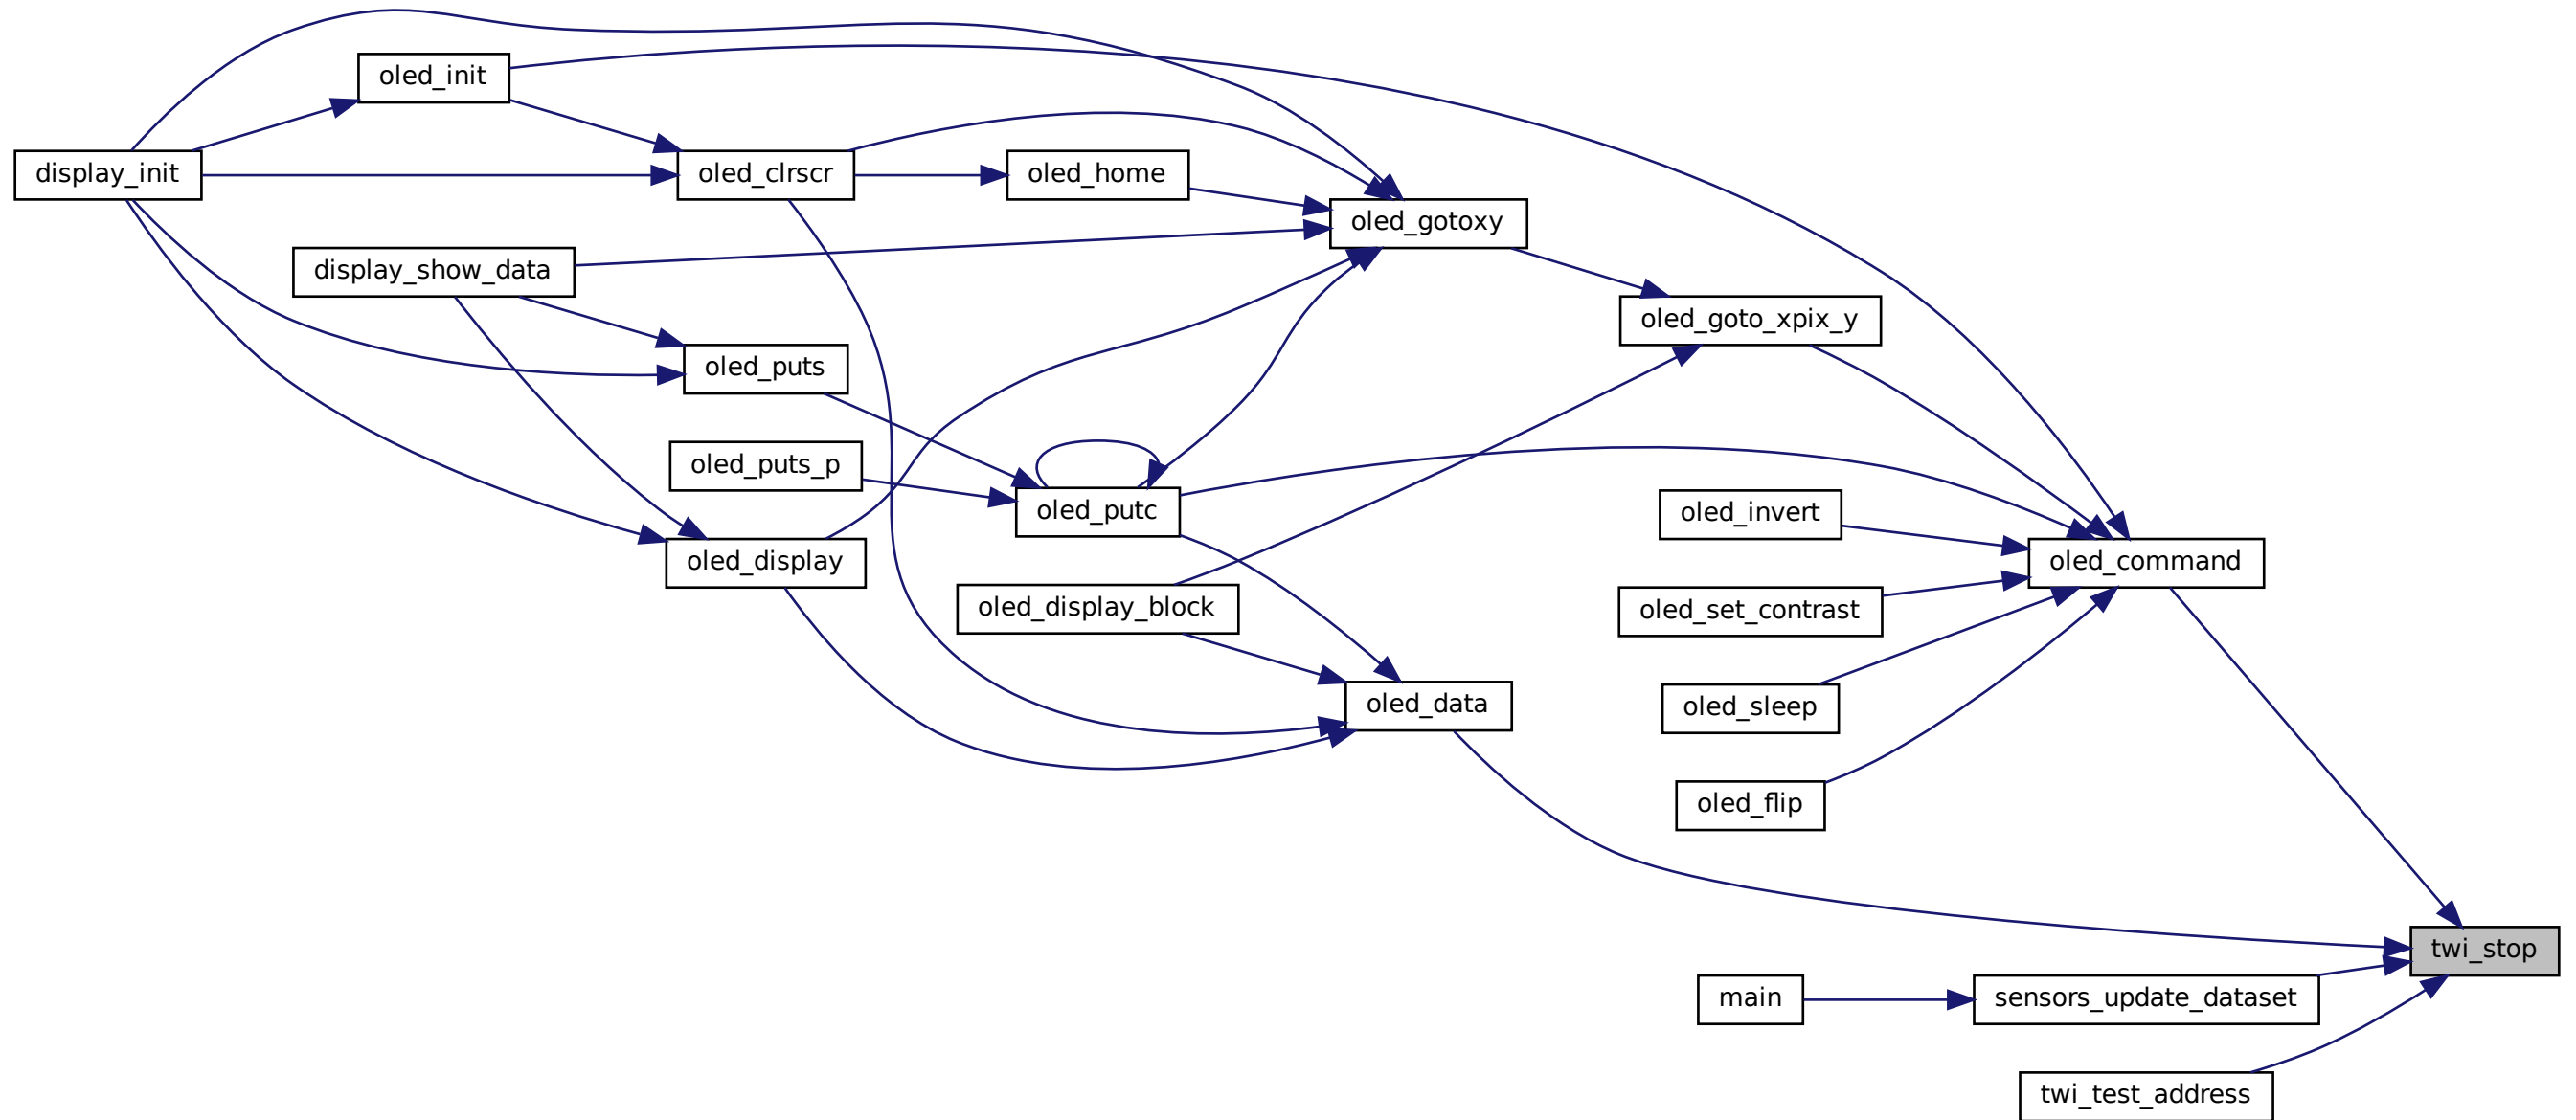 oled_init
display_init
oled_clrscr
oled_home
oled_gotoxy
display_show_data
oled_goto_xpix_y
oled_puts
oled_puts_p
oled_putc
oled_invert
oled_display
oled_command
oled_display_block
oled_set_contrast
oled_data
oled_sleep
oled_flip
twi_stop
main
sensors_update_dataset
twi_test_address